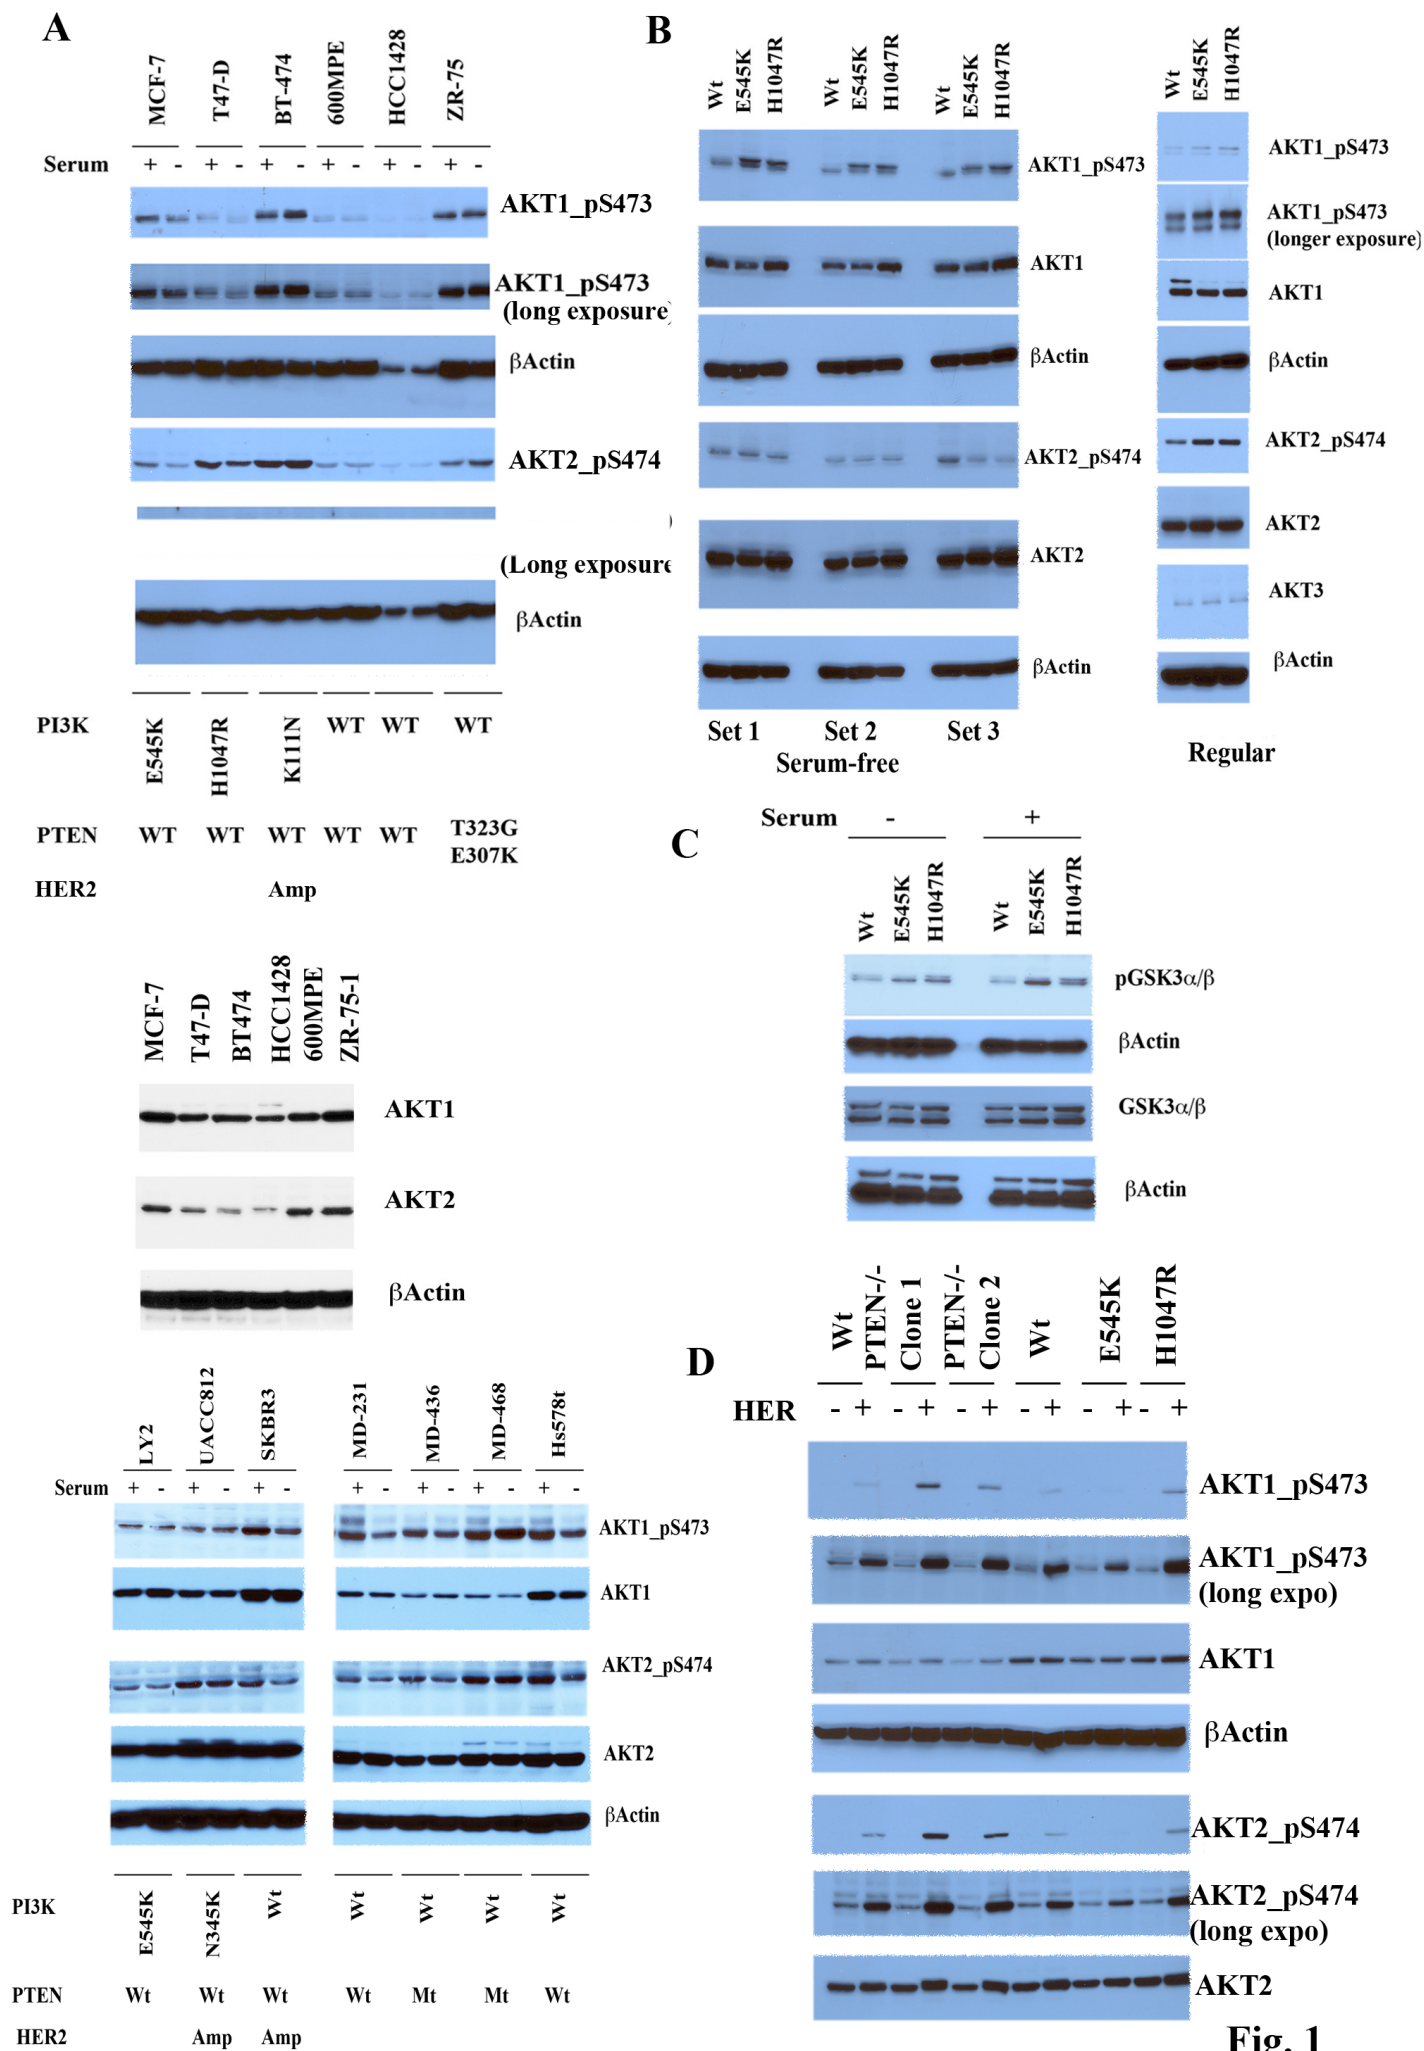 A
MCF-7
T47-D
BT-474
600MPE
HCC1428
ZR-75
Serum + - + - + - + - + - + -
AKT1_pS473
AKT1_pS473
(long exposure)
βActin
AKT2_pS474
)
(Long exposure
βActin
PI3K E545K H1047R K111N WT WT WT
PTEN WT WT WT WT WT T323G
E307K
HER2 Amp
MCF-7
T47-D
BT474
HCC1428
600MPE
ZR-75-1
AKT1
AKT2
βActin
LY2
UACC812
SKBR3
MD-231
MD-436
MD-468
Hs578t
Serum + - + - + - + - + - + - + -
AKT1_pS473
AKT1
AKT2_pS474
AKT2
βActin
PI3K E545K N345K Wt Wt Wt Wt Wt
PTEN Wt Wt Wt Wt Mt Mt Wt
HER2 Amp Amp
B
Wt E545K H1047R Wt E545K H1047R Wt E545K H1047R
AKT1_pS473
AKT1
βActin
AKT2_pS474
AKT2
βActin
Set 1 Set 2 Set 3
Serum-free
Wt E545K H1047R
AKT1_pS473
AKT1_pS473
(longer exposure)
AKT1
βActin
AKT2_pS474
AKT2
AKT3
βActin
Regular
C
Serum - +
Wt E545K H1047R Wt E545K H1047R
pGSK3α/β
βActin
GSK3α/β
βActin
D
Wt
PTEN-/-
Clone 1
PTEN-/-
Clone 2
Wt
E545K
H1047R
HER - + - + - + - + - + - +
AKT1_pS473
AKT1_pS473
(long expo)
AKT1
βActin
AKT2_pS474
AKT2_pS474
(long expo)
AKT2
Fig. 1